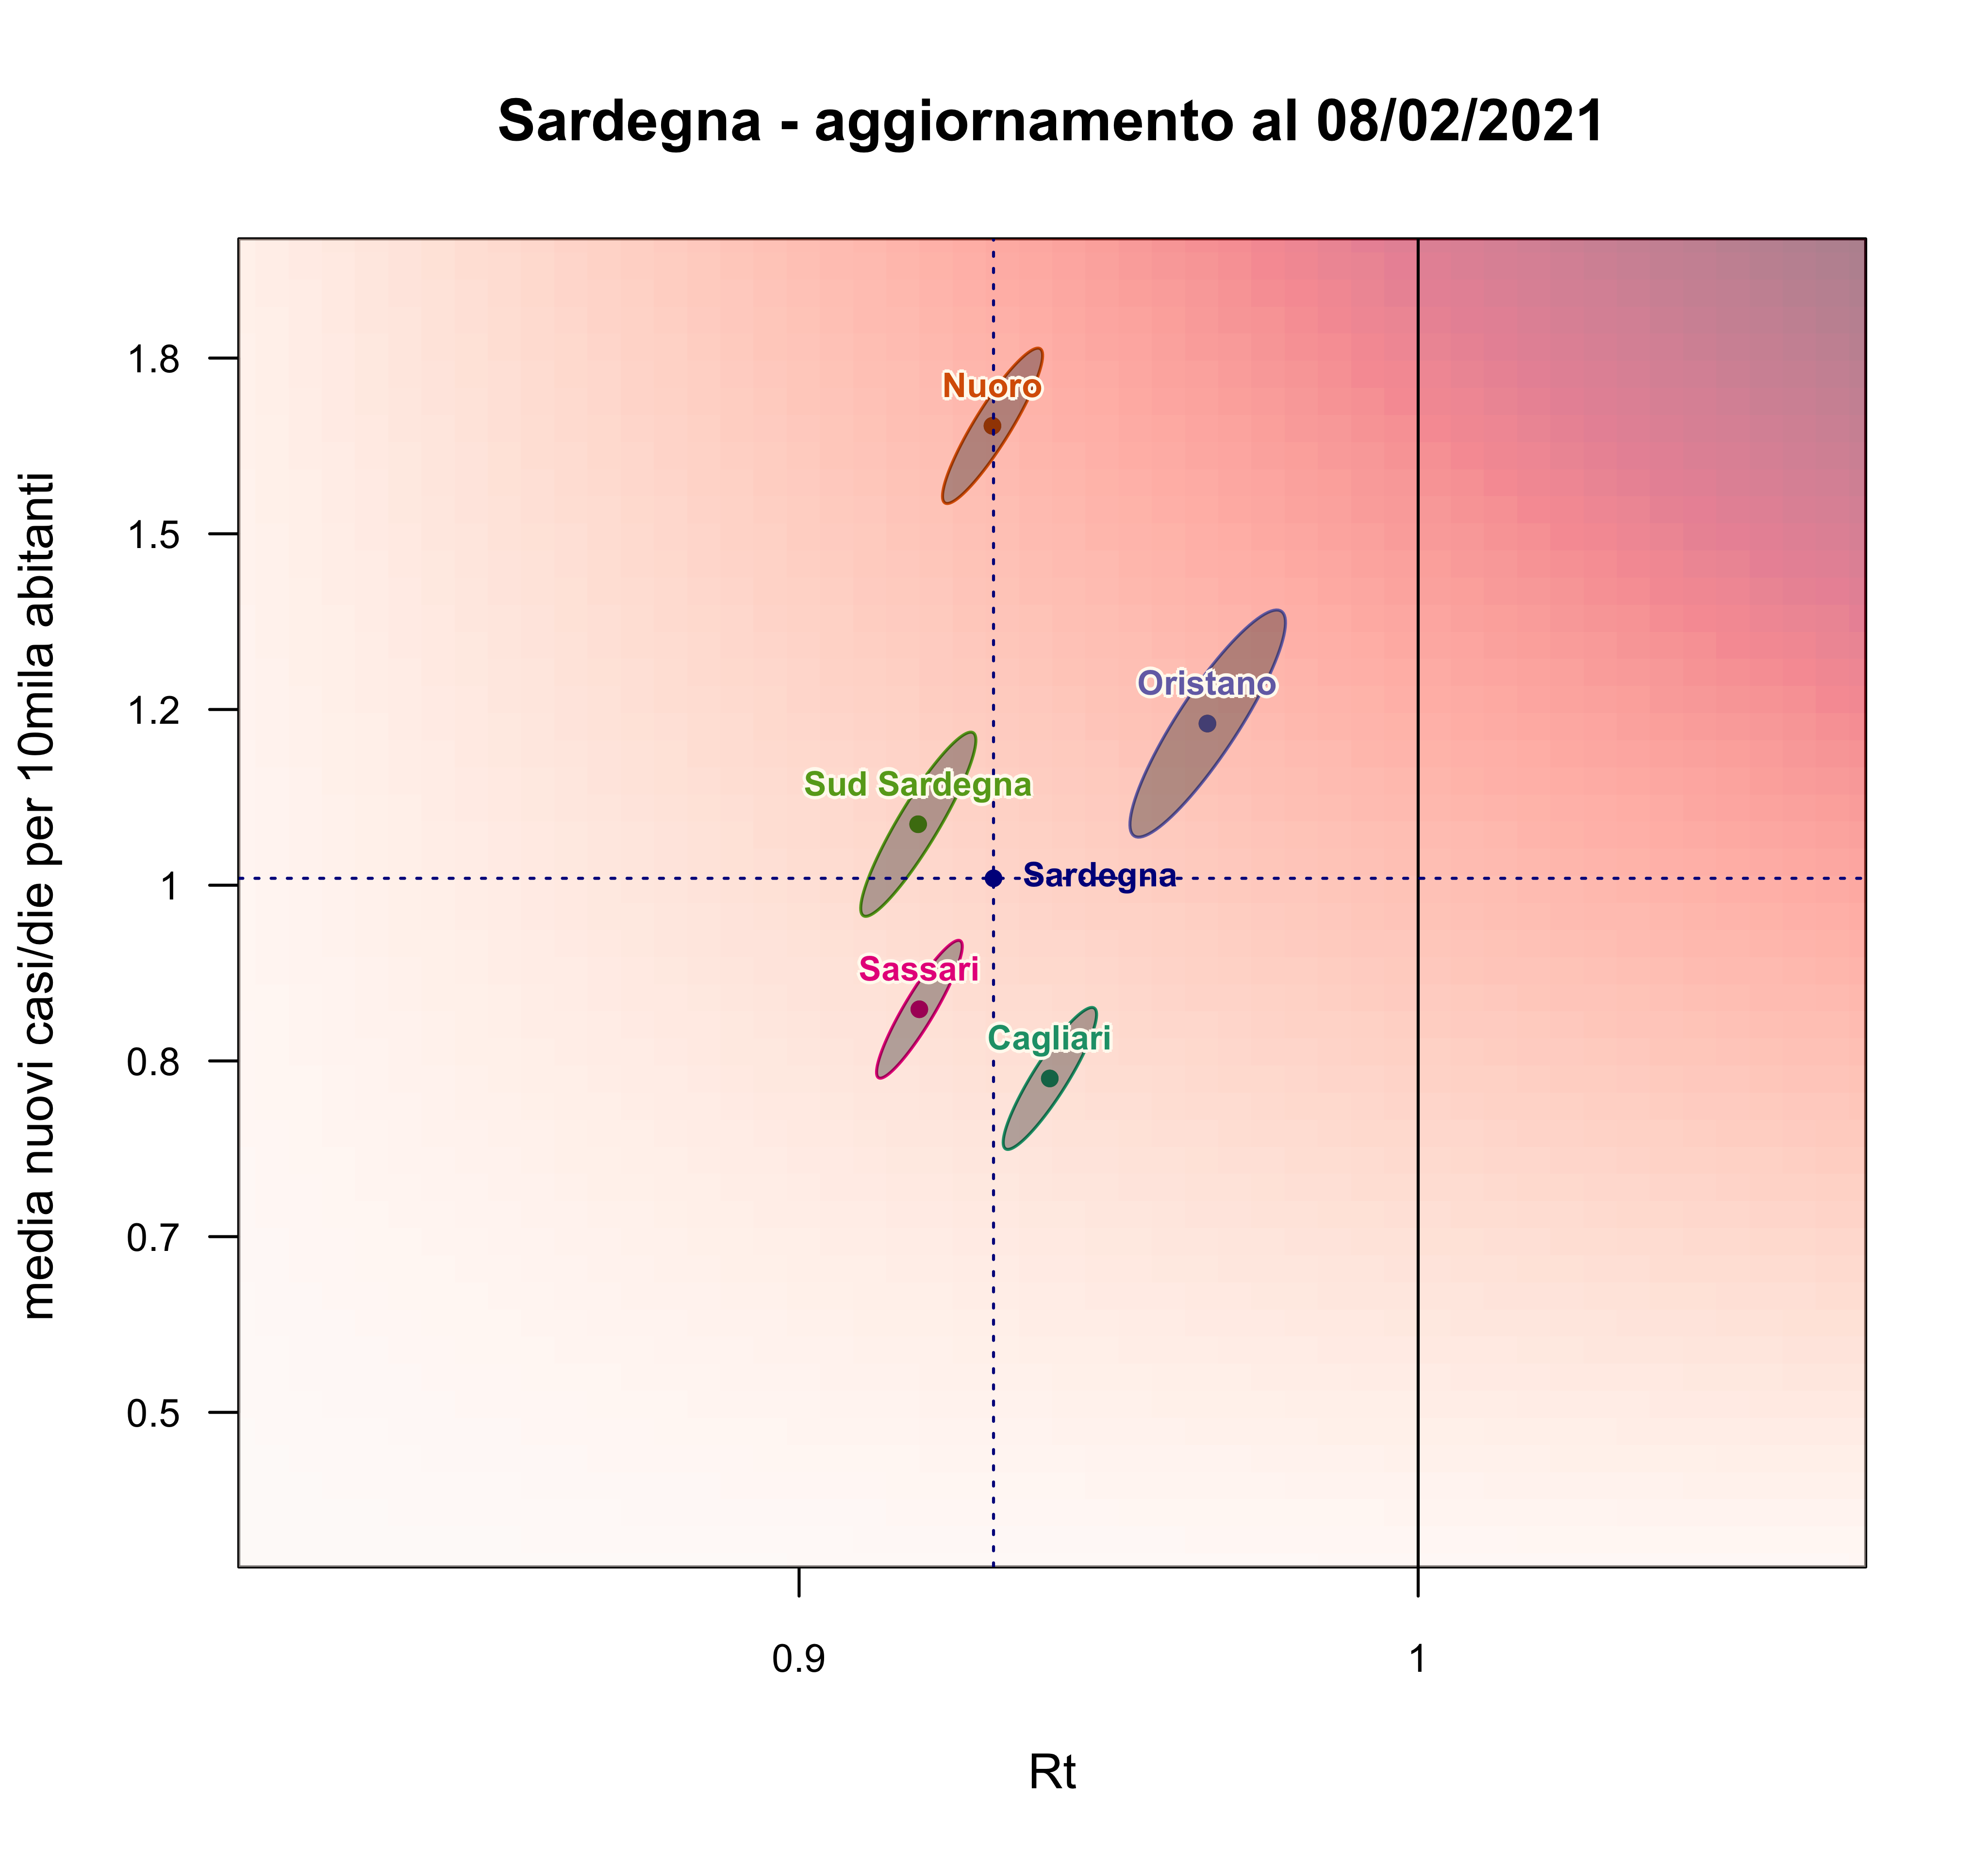 Sardegna - aggiornamento al 08/02/2021
media nuovi casi/die per 10mila abitanti
1.8
1.5
1.2
1
0.8
0.7
0.5
Nuoro
Oristano
Sud Sardegna
Sardegna
Sassari
Cagliari
0.9
1
Rt